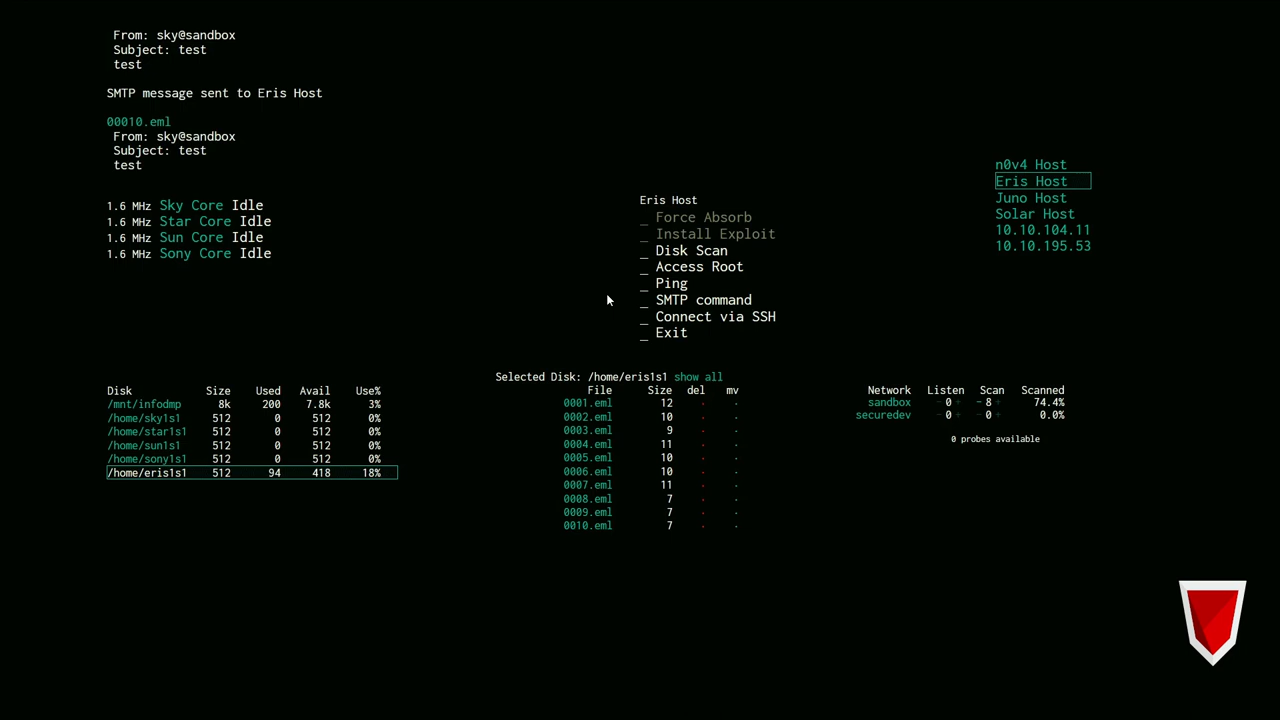 From: sky@sandbox
Subject: test
test
SMTP message sent to Eris Host
00010.eml
From: sky@sandbox
Subject: test
test
1.6 MHz Sky Core Idle
1.6 MHz Star Core Idle
1.6 MHz Sun Core Idle
1.6 MHz Sony Core Idle
Eris Host
_ Force Absorb
_ Install Exploit
_ Disk Scan
_ Access Root
_ Ping
_ SMTP command
_ Connect via SSH
_ Exit
n0v4 Host
Eris Host
Juno Host
Solar Host
10.10.104.11
10.10.195.53
Disk Size Used Avail Use%
/mnt/infodmp 8k 200 7.8k 3%
/home/sky1s1 512 0 512 0%
/home/star1s1 512 0 512 0%
/home/sun1s1 512 0 512 0%
/home/sony1s1 512 0 512 0%
/home/eris1s1 512 94 418 18%
Selected Disk: /home/eris1s1 show all
File Size del mv
0001.eml 12 . .
0002.eml 10 . .
0003.eml 9 . .
0004.eml 11 . .
0005.eml 10 . .
0006.eml 10 . .
0007.eml 11 . .
0008.eml 7 . .
0009.eml 7 . .
0010.eml 7 . .
Network Listen Scan Scanned
sandbox - 0 + - 8 + 74.4%
securedev - 0 + - 0 + 0.0%
0 probes available